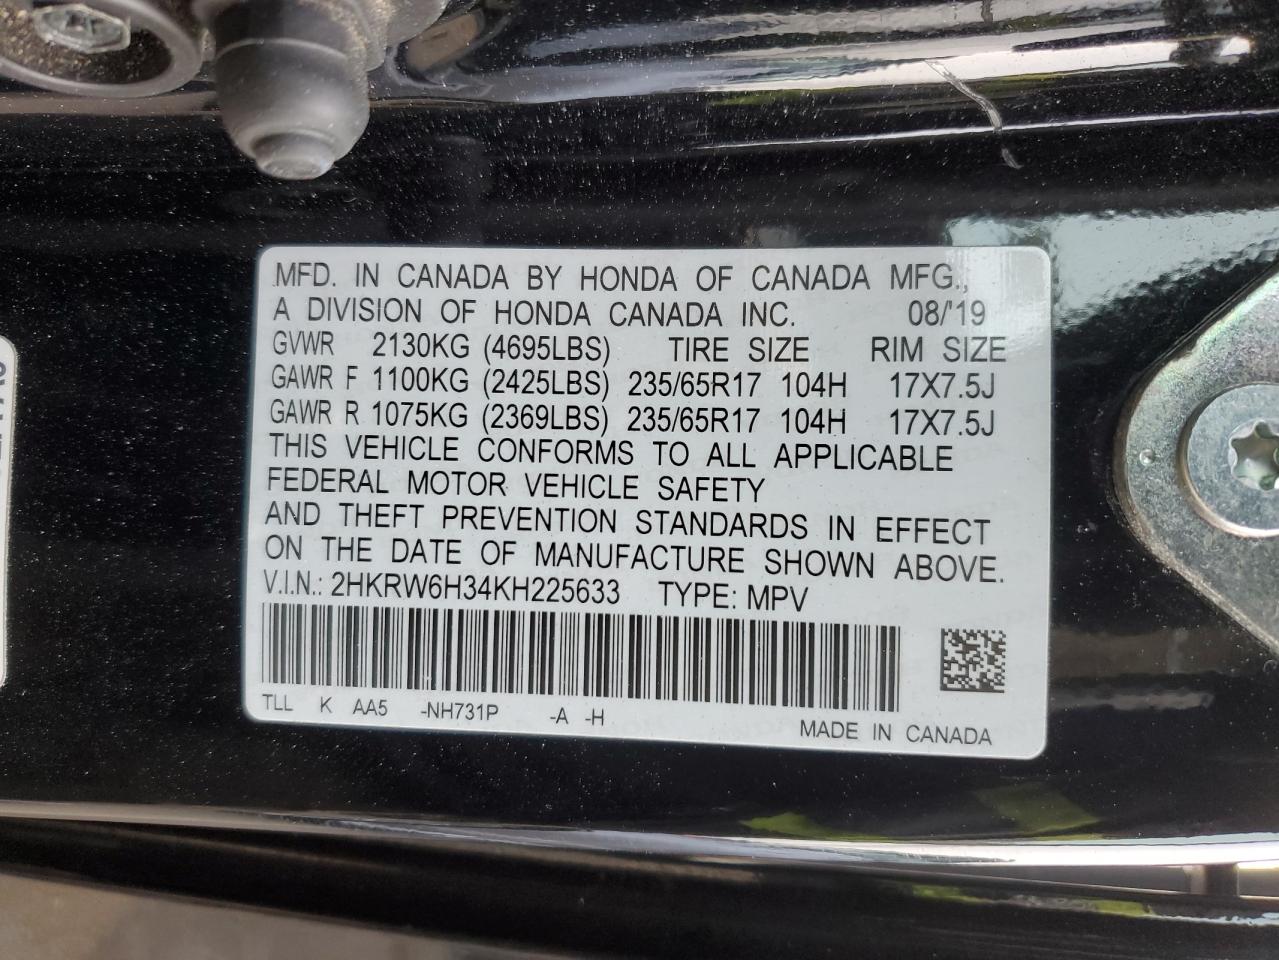 MFD. IN CANADA BY HONDA OF CANADA MFG.,
A DIVISION OF HONDA CANADA INC. 08/'19
GVWR 2130KG (4695LBS) TIRE SIZE RIM SIZE
GAWR F 1100KG (2425LBS) 235/65R17 104H 17X7.5J
GAWR R 1075KG (2369LBS) 235/65R17 104H 17X7.5J
THIS VEHICLE CONFORMS TO ALL APPLICABLE
FEDERAL MOTOR VEHICLE SAFETY
AND THEFT PREVENTION STANDARDS IN EFFECT
ON THE DATE OF MANUFACTURE SHOWN ABOVE.
V.I.N.: 2HKRW6H34KH225633 TYPE: MPV
TLL K AA5 -NH731P -A -H
MADE IN CANADA